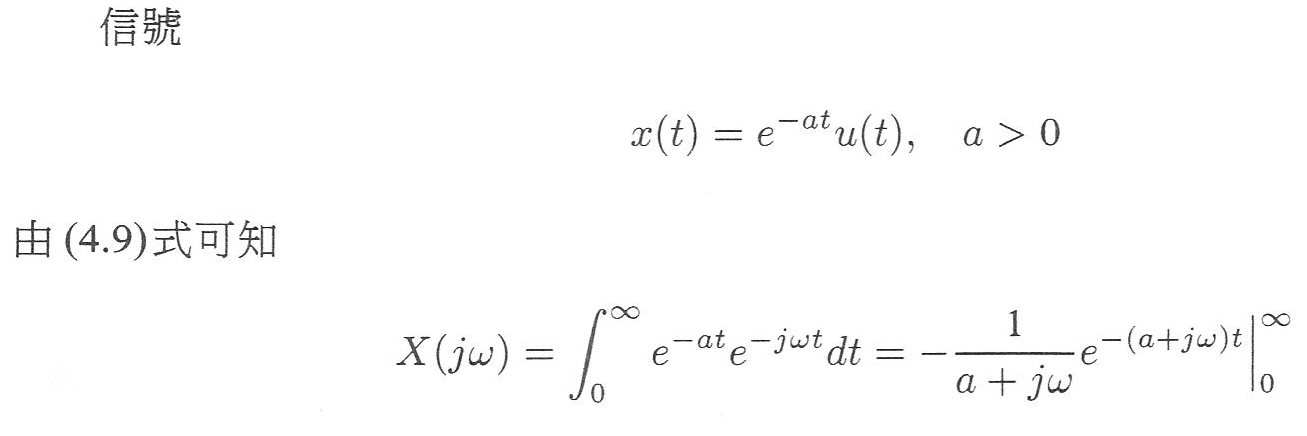 信號
x(t) = e^{-at}u(t), a > 0
由 (4.9)式可知
X(jω) = ∫_0^∞ e^{-at}e^{-jωt}dt = -\frac{1}{a + jω}e^{-(a+jω)t}|_0^∞